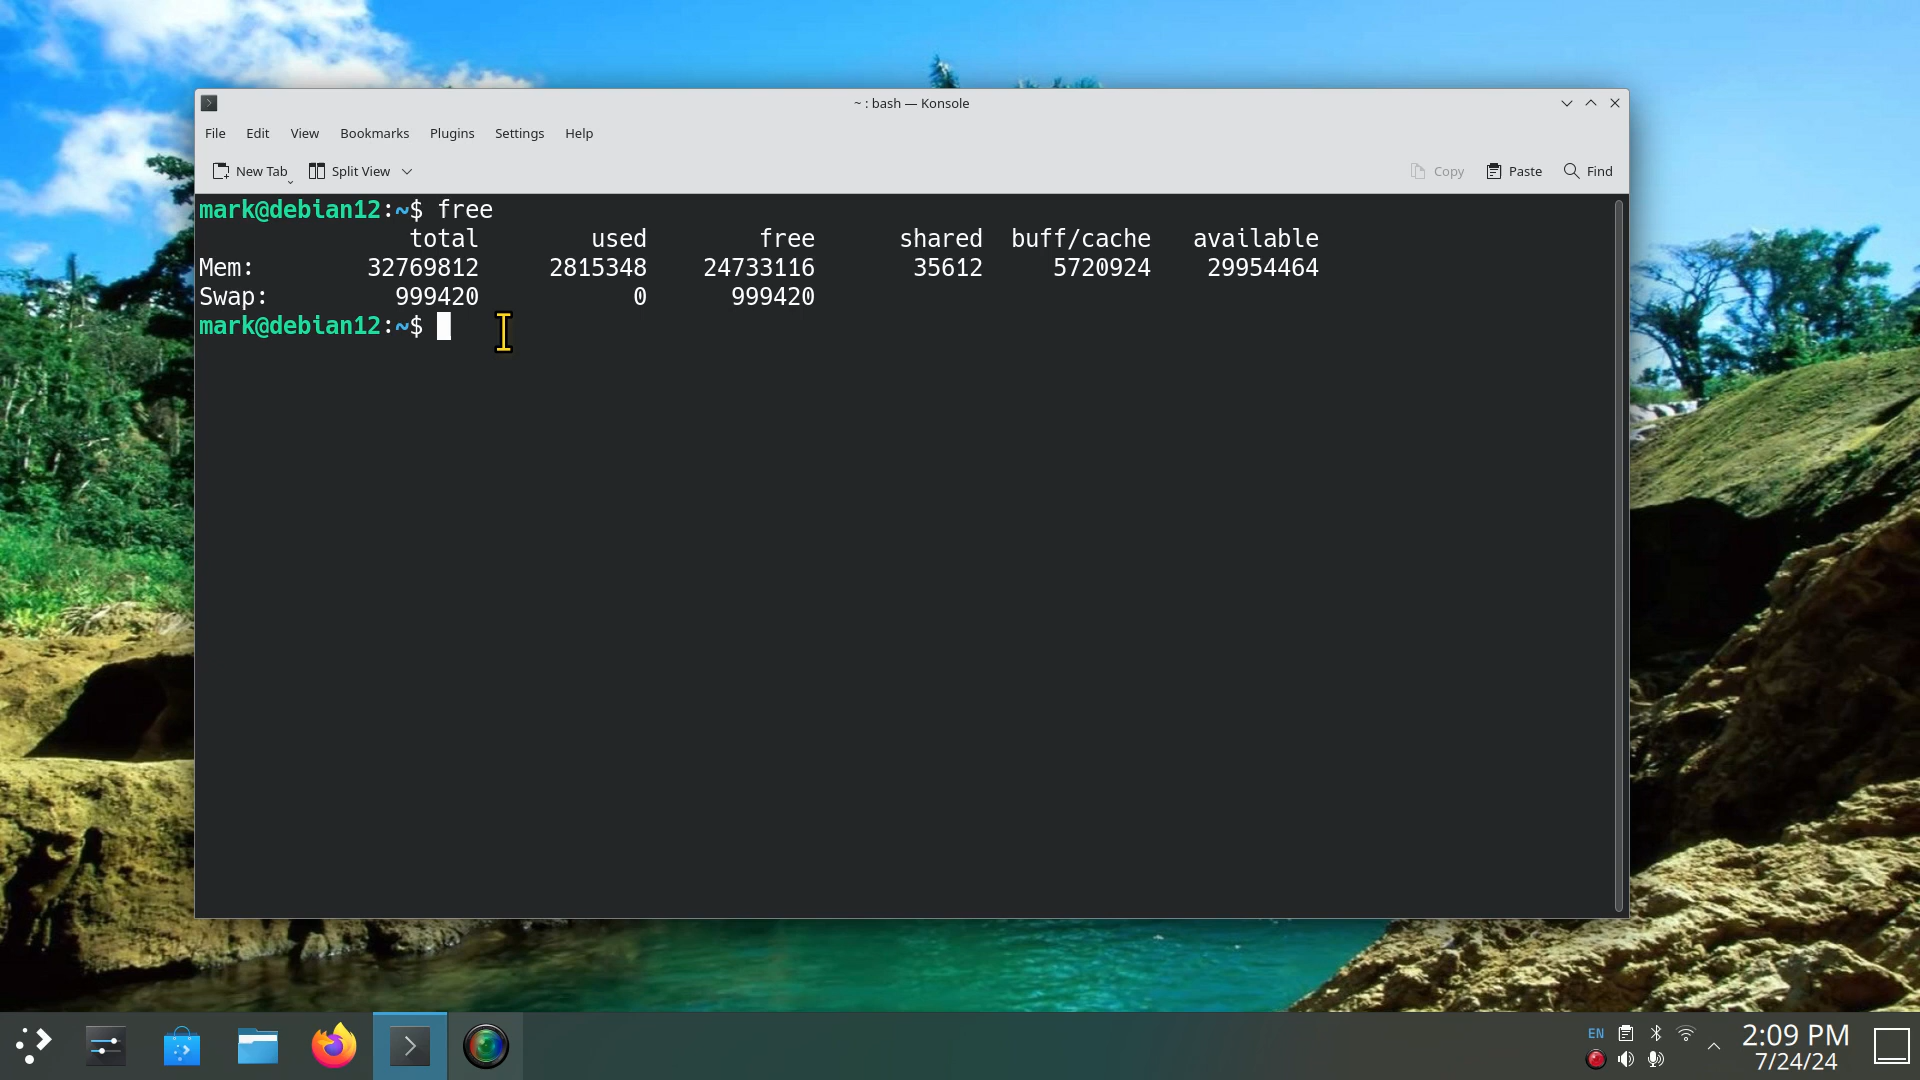 ~ : bash — Konsole
File Edit View Bookmarks Plugins Settings Help
New Tab Split View Copy Paste Find
mark@debian12:~$ free
total used free shared buff/cache available
Mem: 32769812 2815348 24733116 35612 5720924 29954464
Swap: 999420 0 999420
mark@debian12:~$
EN 2:09 PM
7/24/24